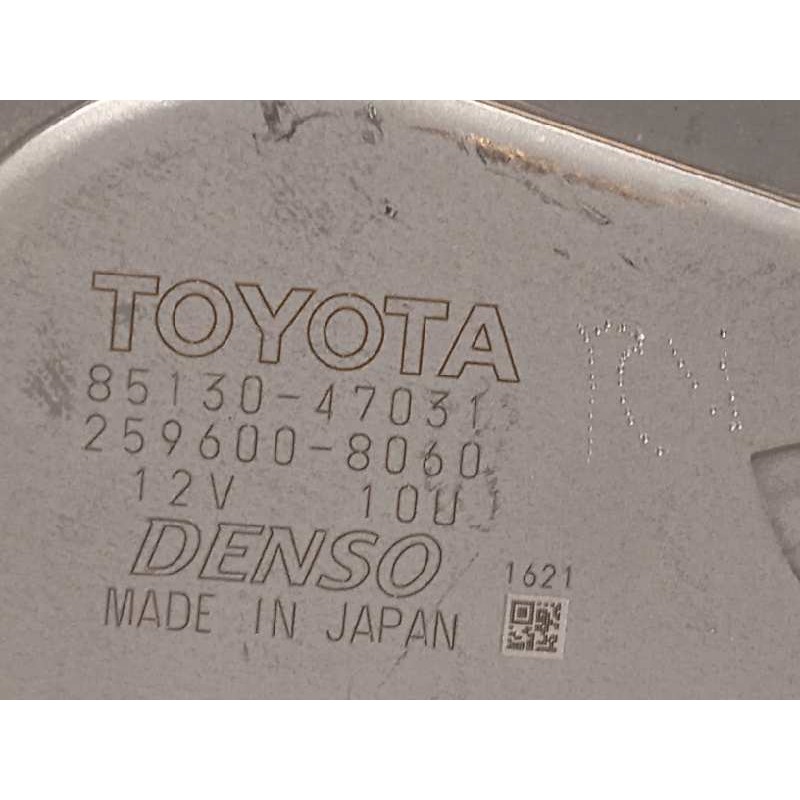 TOYOTA
85130-47031
259600-8060
12V 10U
DENSO
1621
MADE IN JAPAN